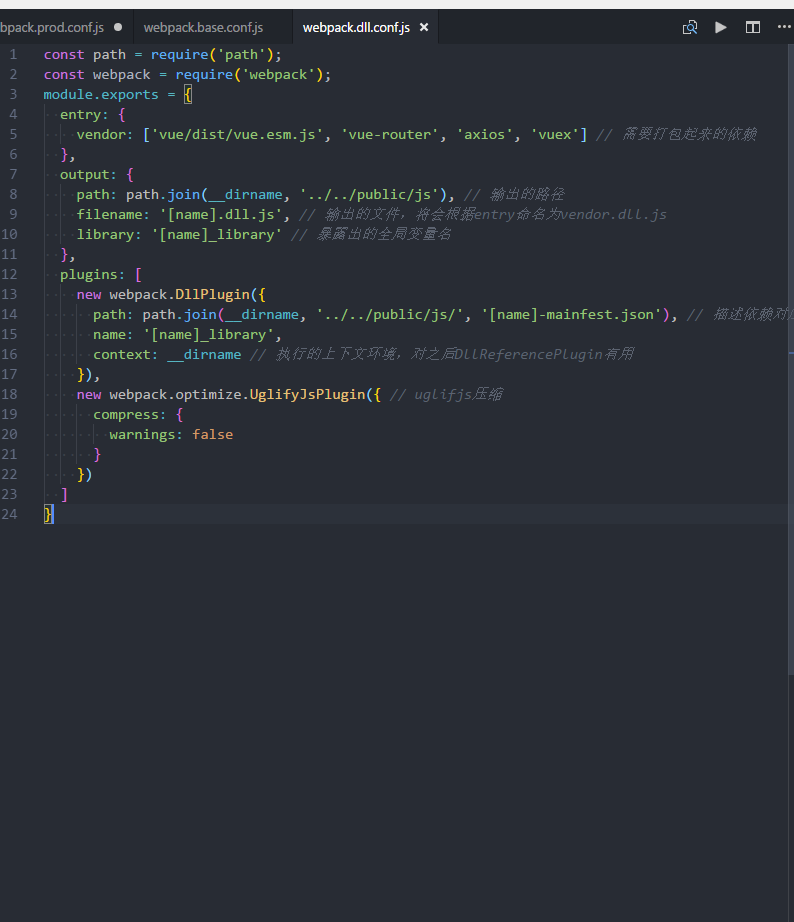 bpack.prod.conf.js webpack.base.conf.js webpack.dll.conf.js
1 const path = require('path');
2 const webpack = require('webpack');
3 module.exports = {
4 entry: {
5 vendor: ['vue/dist/vue.esm.js', 'vue-router', 'axios', 'vuex'] // 需要打包起来的依赖
6 },
7 output: {
8 path: path.join(__dirname, '../../public/js'), // 输出的路径
9 filename: '[name].dll.js', // 输出的文件，将会根据entry命名为vendor.dll.js
10 library: '[name]_library' // 暴露出的全局变量名
11 },
12 plugins: [
13 new webpack.DllPlugin({
14 path: path.join(__dirname, '../../public/js/', '[name]-mainfest.json'), // 描述依赖对
15 name: '[name]_library',
16 context: __dirname // 执行的上下文环境，对之后DllReferencePlugin有用
17 }),
18 new webpack.optimize.UglifyJsPlugin({ // uglifjs压缩
19 compress: {
20 warnings: false
21 }
22 })
23 ]
24 }